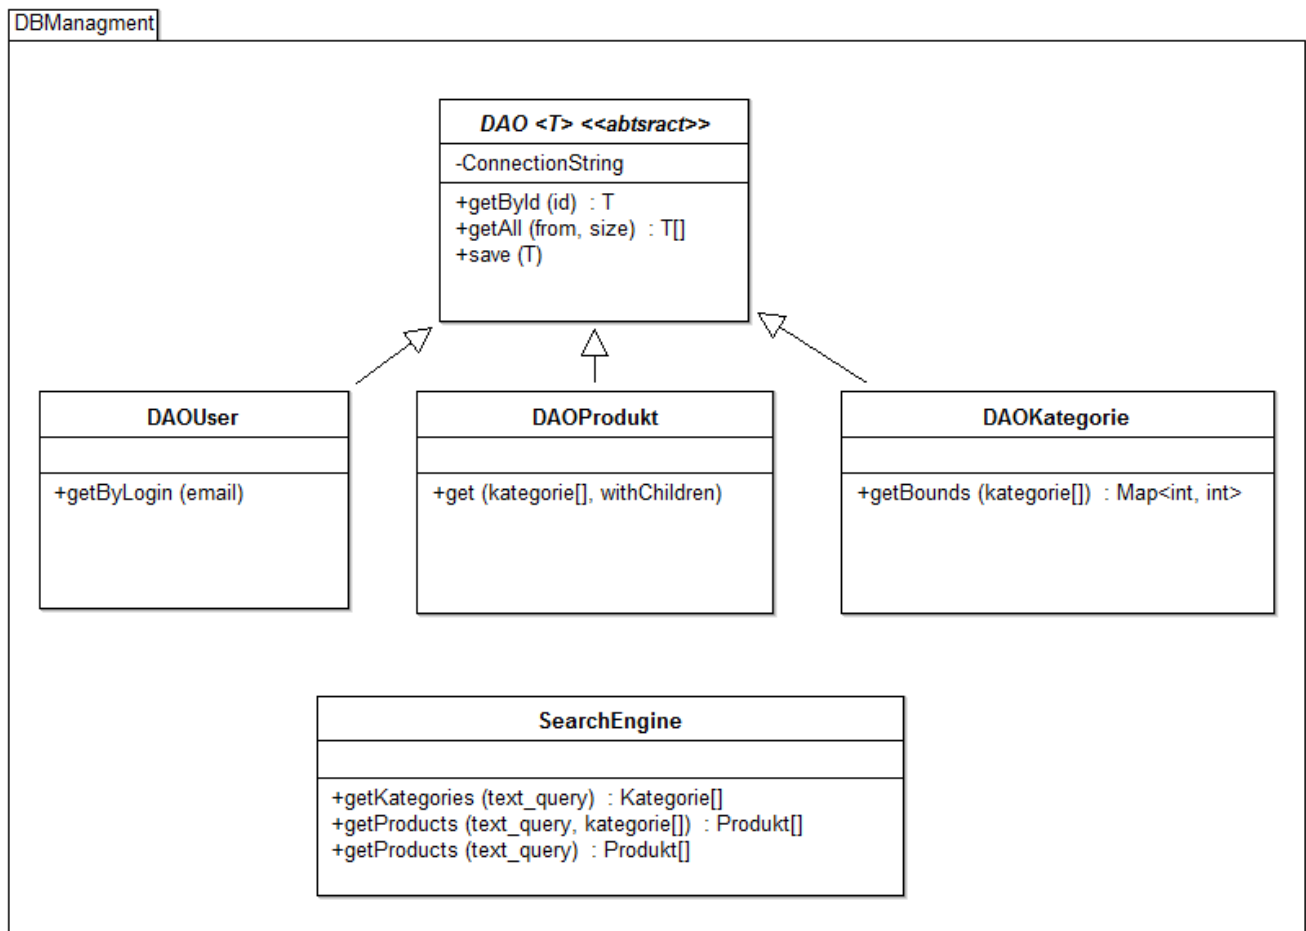 DBManagment
DAO <T> <<abtsract>>
-ConnectionString
+getById (id)  : T
+getAll (from, size)  : T[]
+save (T)
DAOUser
+getByLogin (email)
DAOProdukt
+get (kategorie[], withChildren)
DAOKategorie
+getBounds (kategorie[])  : Map<int, int>
SearchEngine
+getKategories (text_query)  : Kategorie[]
+getProducts (text_query, kategorie[])  : Produkt[]
+getProducts (text_query)  : Produkt[]